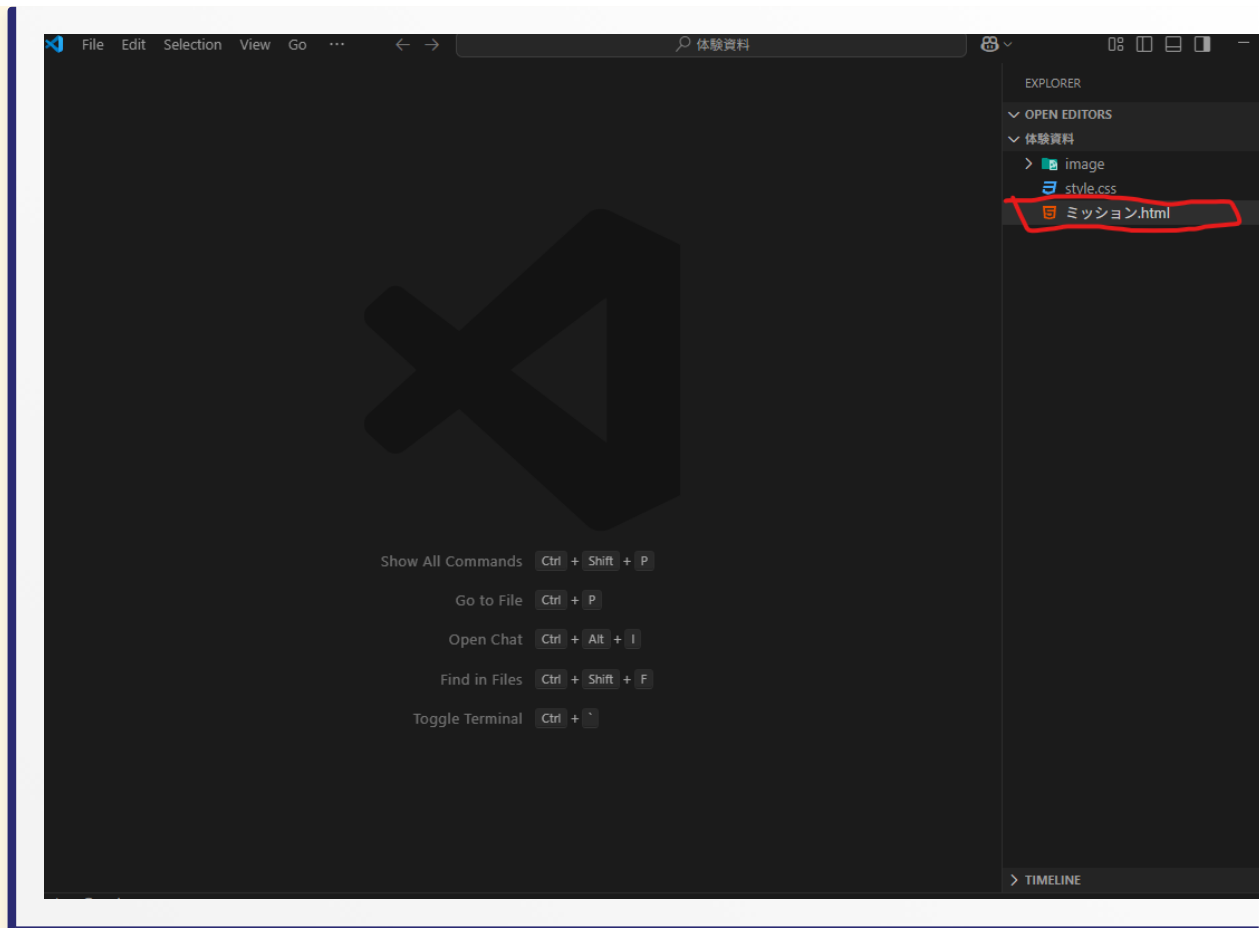 File Edit Selection View Go ··· ← → 体験資料
EXPLORER
OPEN EDITORS
体験資料
image
style.css
ミッション.html
Show All Commands Ctrl + Shift + P
Go to File Ctrl + P
Open Chat Ctrl + Alt + I
Find in Files Ctrl + Shift + F
Toggle Terminal Ctrl + `
TIMELINE